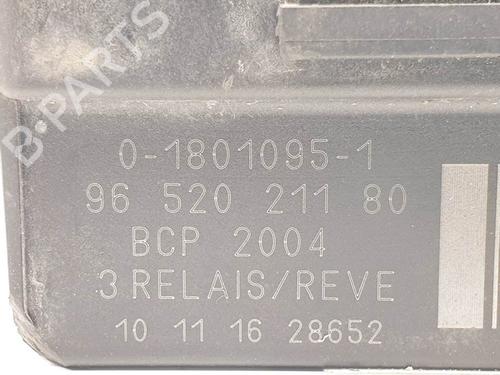 B-PARTS
0-1801095-1
96 520 211 80
BCP 2004
3 RELAIS/REVE
10 11 16 28652